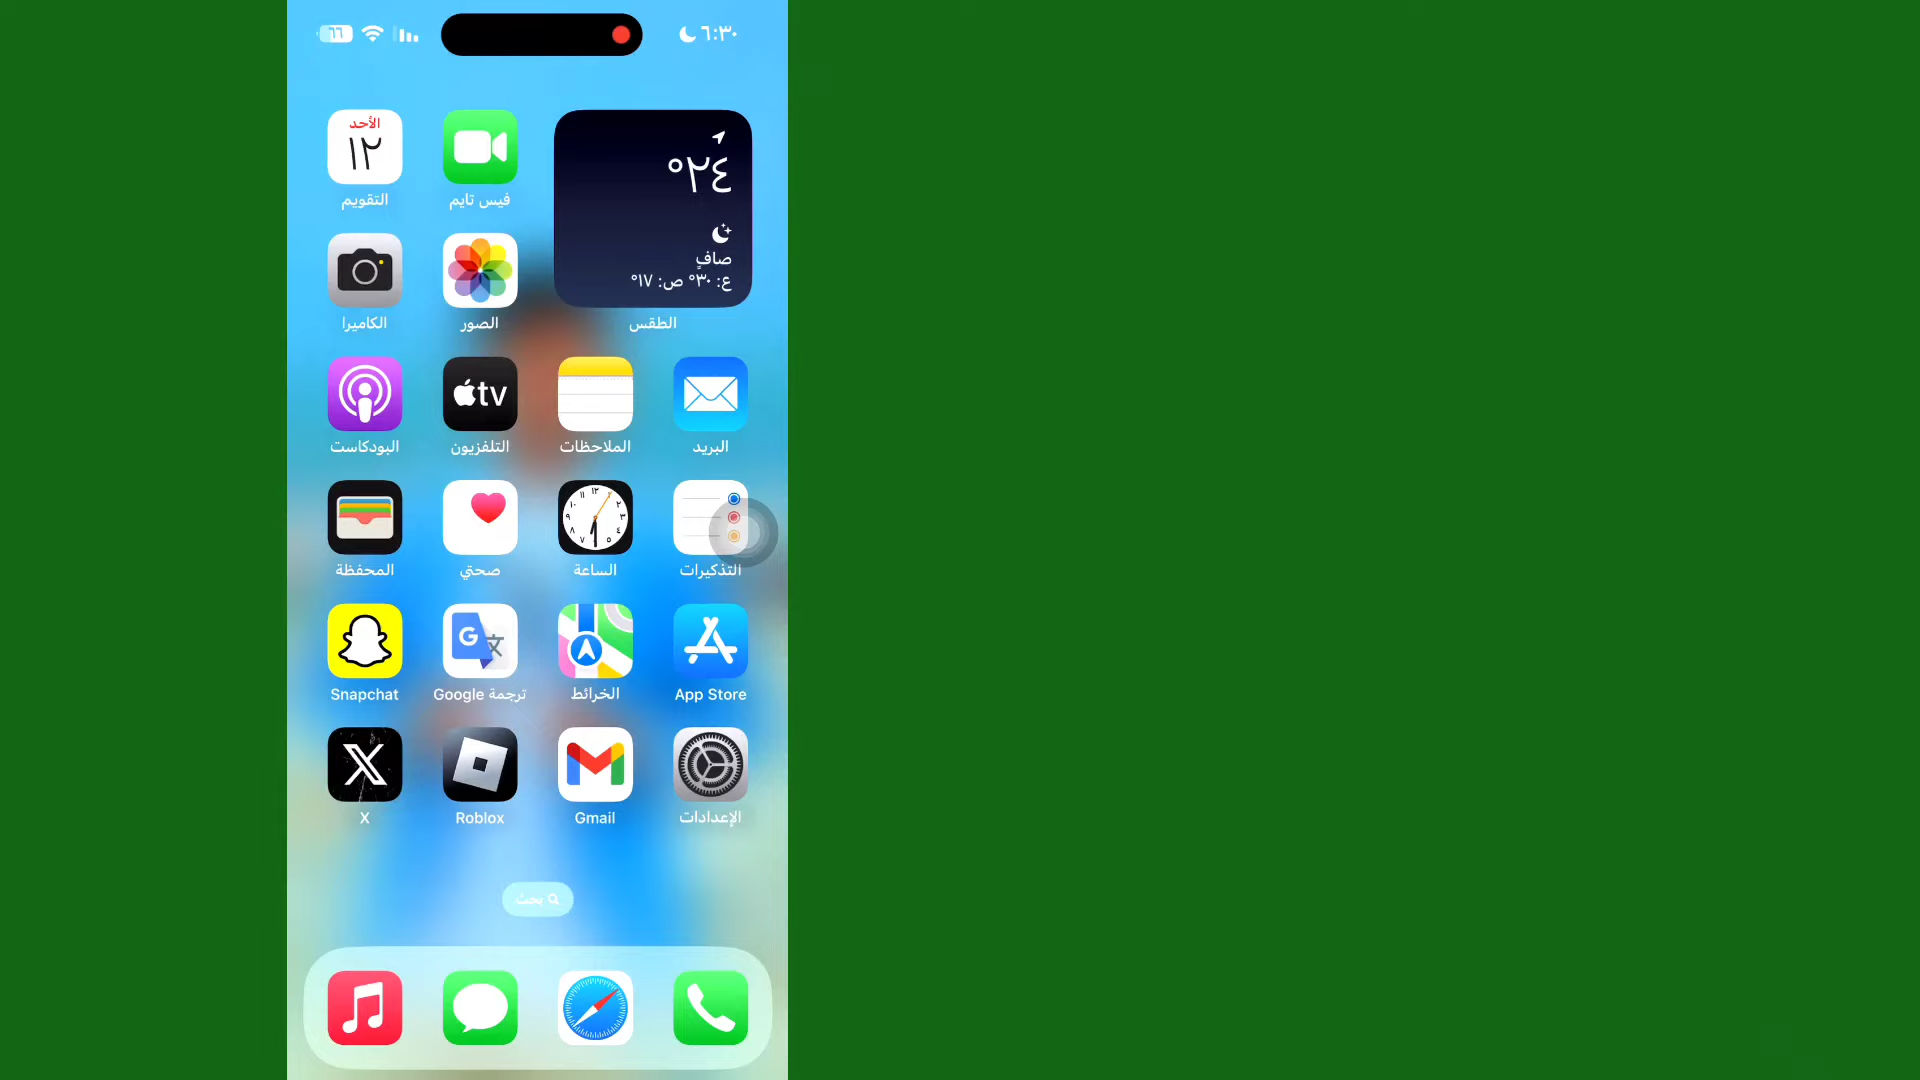 ٦:٣٠
٦٦
٢٤°
صافٍ
ع: ٣٠° ص: ١٧°
الطقس
فيس تايم
الأحد
١٢
التقويم
الصور
الكاميرا
البريد
الملاحظات
tv
التلفزيون
البودكاست
التذكيرات
الساعة
صحتي
المحفظة
App Store
الخرائط
ترجمة Google
Snapchat
الإعدادات
Gmail
Roblox
X
بحث